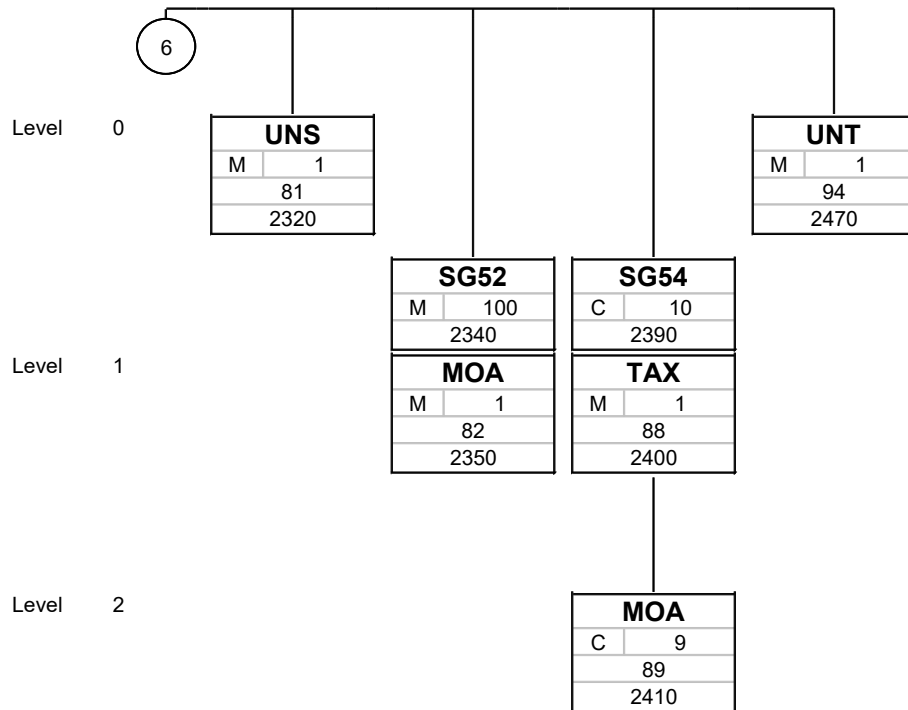 6
Level 0
UNS
M 1
81
2320
UNT
M 1
94
2470
SG52
M 100
2340
SG54
C 10
2390
Level 1
MOA
M 1
82
2350
TAX
M 1
88
2400
Level 2
MOA
C 9
89
2410